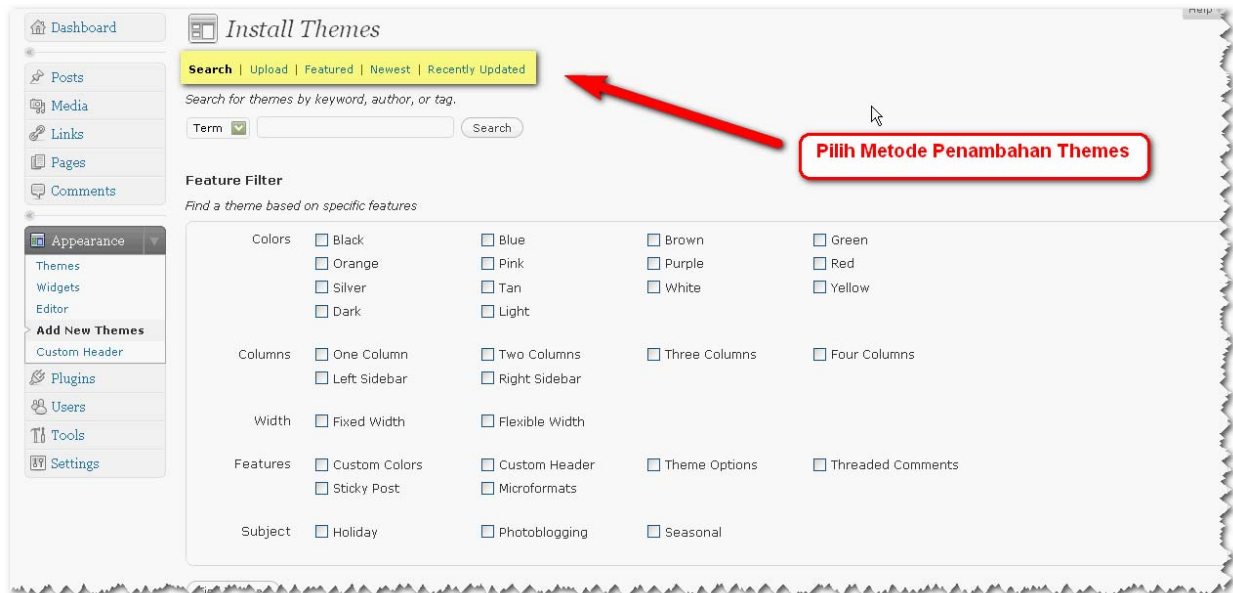 Help
Dashboard
Install Themes
Search | Upload | Featured | Newest | Recently Updated
Posts
Media
Links
Pages
Comments
Search for themes by keyword, author, or tag.
Term
Search
Pilih Metode Penambahan Themes
Feature Filter
Find a theme based on specific features
Appearance
Themes
Widgets
Editor
Add New Themes
Custom Header
Plugins
Users
Tools
Settings
Colors Black Blue Brown Green
Orange Pink Purple Red
Silver Tan White Yellow
Dark Light
Columns One Column Two Columns Three Columns Four Columns
Left Sidebar Right Sidebar
Width Fixed Width Flexible Width
Features Custom Colors Custom Header Theme Options Threaded Comments
Sticky Post Microformats
Subject Holiday Photoblogging Seasonal